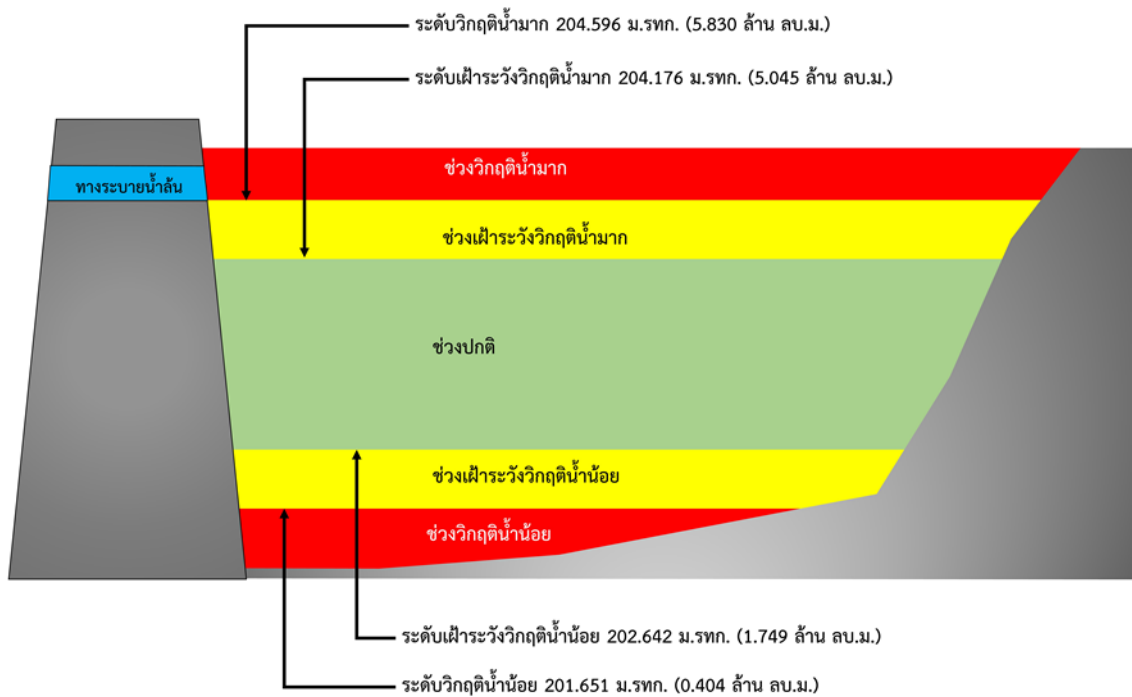 ระดับวิกฤติน้ำมาก 204.596 ม.รทก. (5.830 ล้าน ลบ.ม.)
ระดับเฝ้าระวังวิกฤติน้ำมาก 204.176 ม.รทก. (5.045 ล้าน ลบ.ม.)
ช่วงวิกฤติน้ำมาก
ทางระบายน้ำล้น
ช่วงเฝ้าระวังวิกฤติน้ำมาก
ช่วงปกติ
ช่วงเฝ้าระวังวิกฤติน้ำน้อย
ช่วงวิกฤติน้ำน้อย
ระดับเฝ้าระวังวิกฤติน้ำน้อย 202.642 ม.รทก. (1.749 ล้าน ลบ.ม.)
ระดับวิกฤติน้ำน้อย 201.651 ม.รทก. (0.404 ล้าน ลบ.ม.)